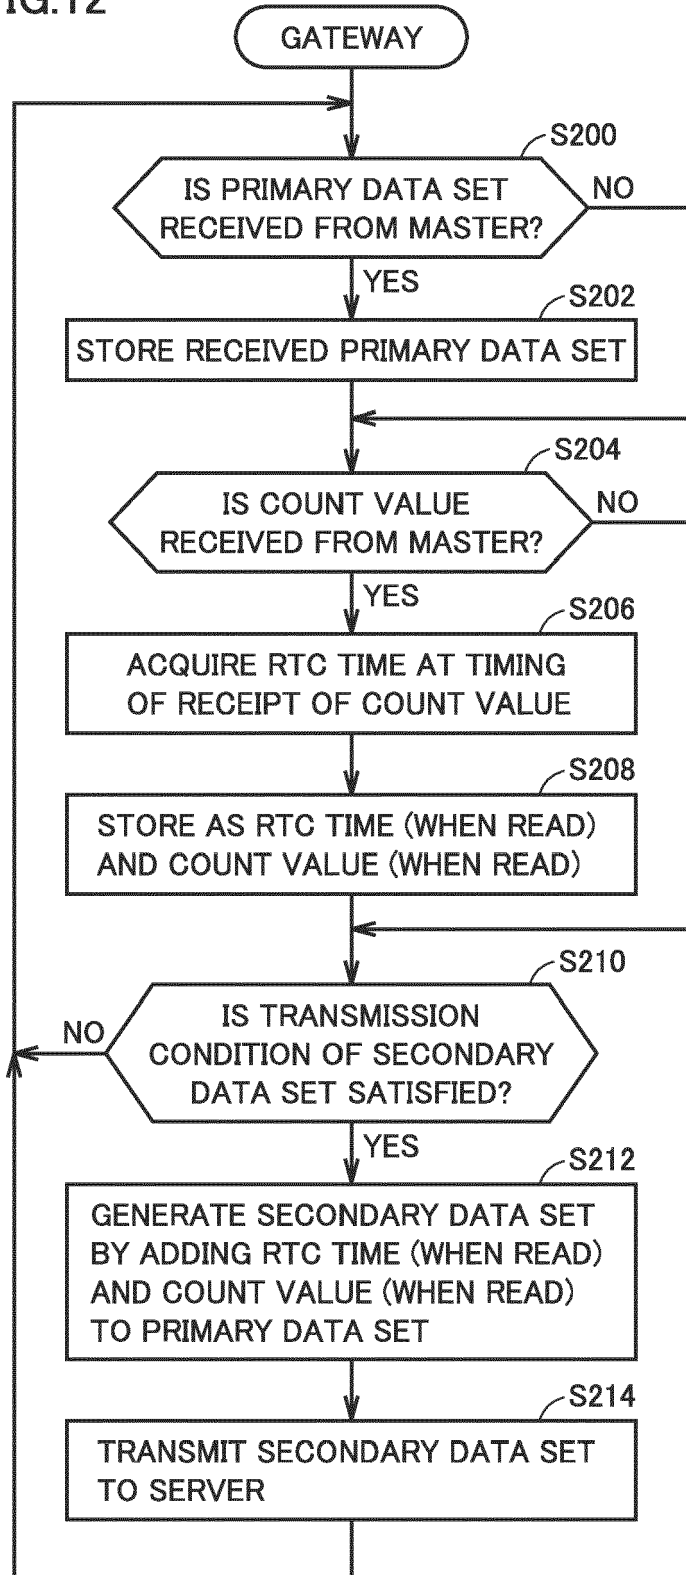 FIG.12
GATEWAY
S200
IS PRIMARY DATA SET
RECEIVED FROM MASTER?
NO
YES
S202
STORE RECEIVED PRIMARY DATA SET
S204
IS COUNT VALUE
RECEIVED FROM MASTER?
NO
YES
S206
ACQUIRE RTC TIME AT TIMING
OF RECEIPT OF COUNT VALUE
S208
STORE AS RTC TIME (WHEN READ)
AND COUNT VALUE (WHEN READ)
S210
IS TRANSMISSION
CONDITION OF SECONDARY
DATA SET SATISFIED?
NO
YES
S212
GENERATE SECONDARY DATA SET
BY ADDING RTC TIME (WHEN READ)
AND COUNT VALUE (WHEN READ)
TO PRIMARY DATA SET
S214
TRANSMIT SECONDARY DATA SET
TO SERVER